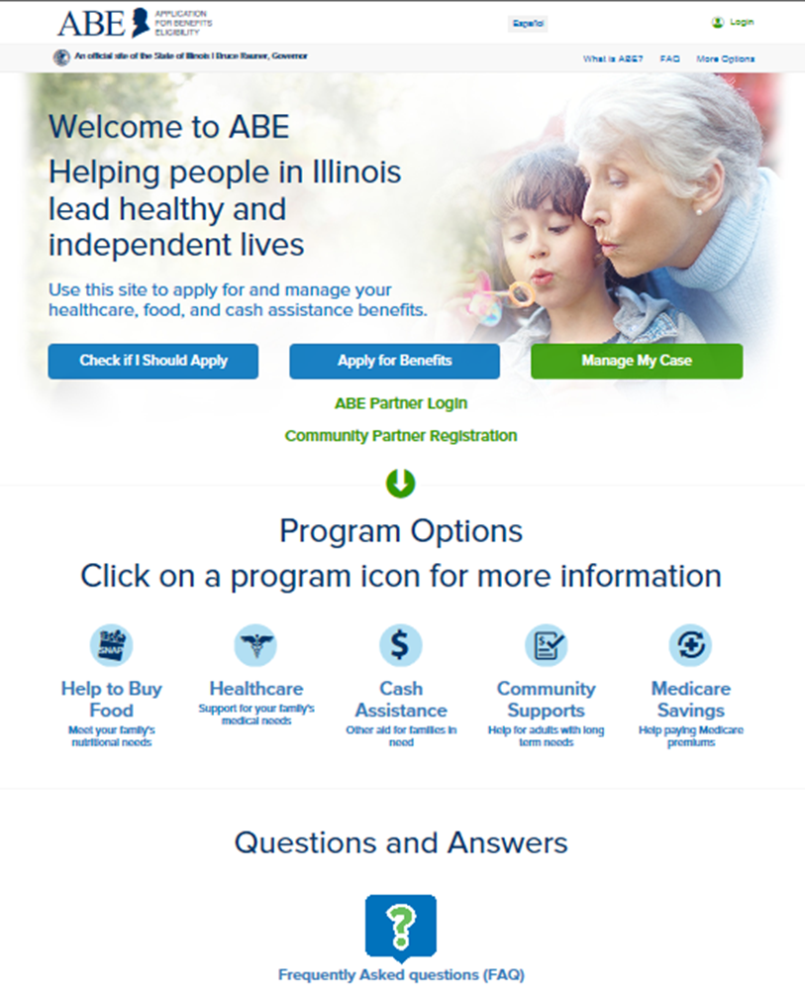 ABE
APPLICATION
FOR BENEFITS
ELIGIBILITY
Español
Login
An official site of the State of Illinois | Bruce Rauner, Governor
What is ABE?
FAQ
More Options
Welcome to ABE
Helping people in Illinois
lead healthy and
independent lives
Use this site to apply for and manage your
healthcare, food, and cash assistance benefits.
Check if I Should Apply
Apply for Benefits
Manage My Case
ABE Partner Login
Community Partner Registration
Program Options
Click on a program icon for more information
SNAP
Help to Buy
Food
Meet your family's
nutritional needs
Healthcare
Support for your family's
medical needs
$
Cash
Assistance
Other aid for families in
need
$
Community
Supports
Help for adults with long
term needs
Medicare
Savings
Help paying Medicare
premiums
Questions and Answers
?
Frequently Asked questions (FAQ)